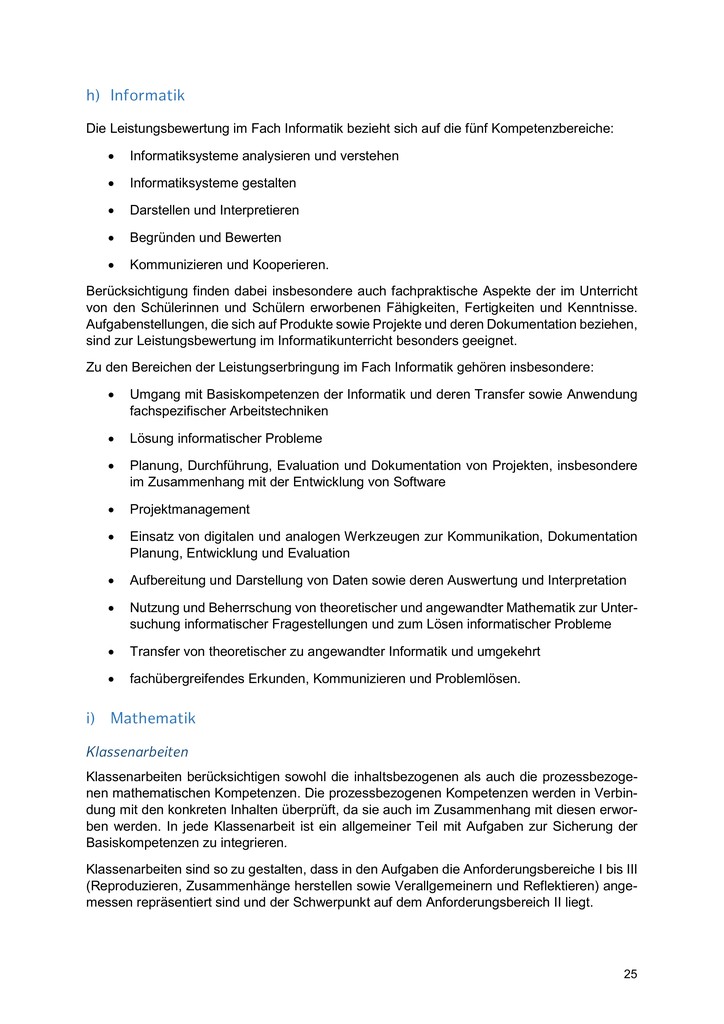 h) Informatik
Die Leistungsbewertung im Fach Informatik bezieht sich auf die fünf Kompetenzbereiche:
• Informatiksysteme analysieren und verstehen
• Informatiksysteme gestalten
• Darstellen und Interpretieren
• Begründen und Bewerten
• Kommunizieren und Kooperieren.
Berücksichtigung finden dabei insbesondere auch fachpraktische Aspekte der im Unterricht
von den Schülerinnen und Schülern erworbenen Fähigkeiten, Fertigkeiten und Kenntnisse.
Aufgabenstellungen, die sich auf Produkte sowie Projekte und deren Dokumentation beziehen,
sind zur Leistungsbewertung im Informatikunterricht besonders geeignet.
Zu den Bereichen der Leistungserbringung im Fach Informatik gehören insbesondere:
• Umgang mit Basiskompetenzen der Informatik und deren Transfer sowie Anwendung
fachspezifischer Arbeitstechniken
• Lösung informatischer Probleme
• Planung, Durchführung, Evaluation und Dokumentation von Projekten, insbesondere
im Zusammenhang mit der Entwicklung von Software
• Projektmanagement
• Einsatz von digitalen und analogen Werkzeugen zur Kommunikation, Dokumentation
Planung, Entwicklung und Evaluation
• Aufbereitung und Darstellung von Daten sowie deren Auswertung und Interpretation
• Nutzung und Beherrschung von theoretischer und angewandter Mathematik zur Unter-
suchung informatischer Fragestellungen und zum Lösen informatischer Probleme
• Transfer von theoretischer zu angewandter Informatik und umgekehrt
• fachübergreifendes Erkunden, Kommunizieren und Problemlösen.
i) Mathematik
Klassenarbeiten
Klassenarbeiten berücksichtigen sowohl die inhaltsbezogenen als auch die prozessbezoge-
nen mathematischen Kompetenzen. Die prozessbezogenen Kompetenzen werden in Verbin-
dung mit den konkreten Inhalten überprüft, da sie auch im Zusammenhang mit diesen erwor-
ben werden. In jede Klassenarbeit ist ein allgemeiner Teil mit Aufgaben zur Sicherung der
Basiskompetenzen zu integrieren.
Klassenarbeiten sind so zu gestalten, dass in den Aufgaben die Anforderungsbereiche I bis III
(Reproduzieren, Zusammenhänge herstellen sowie Verallgemeinern und Reflektieren) ange-
messen repräsentiert sind und der Schwerpunkt auf dem Anforderungsbereich II liegt.
25